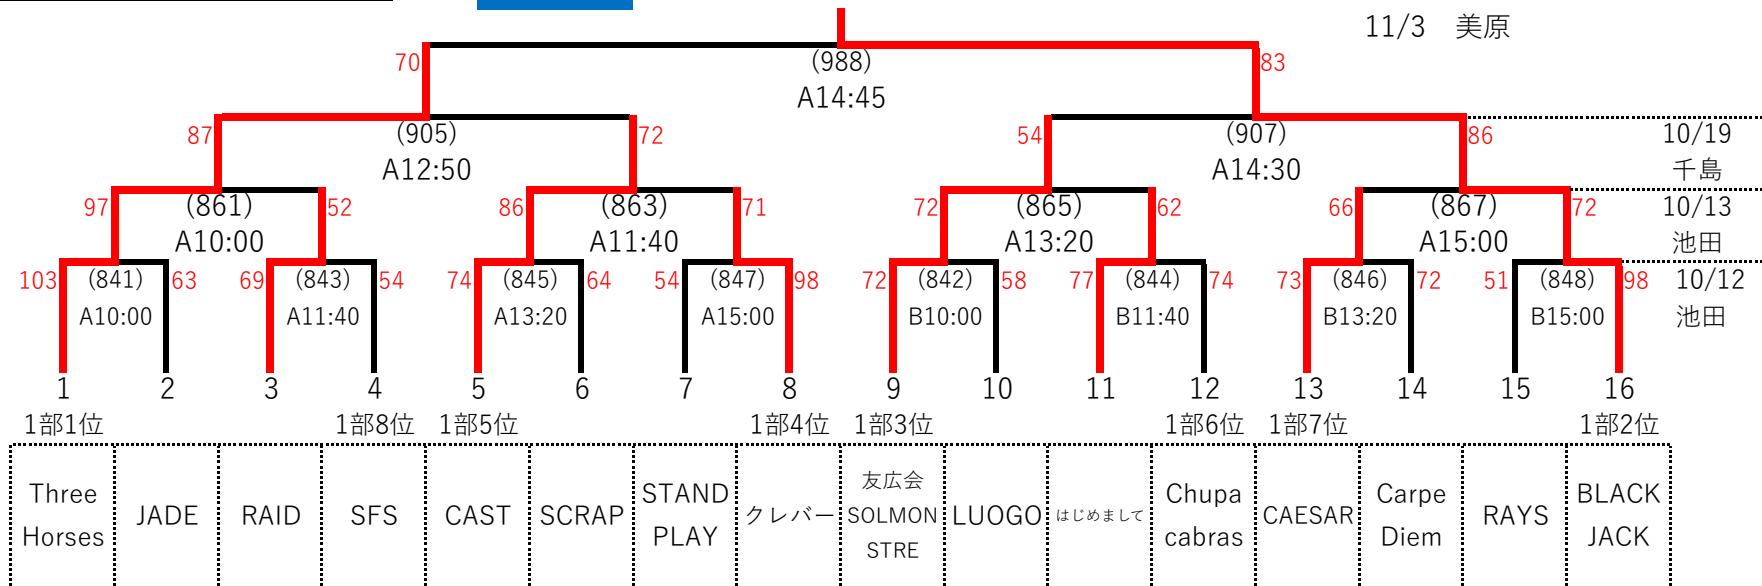 11/3 美原
70 (988) 83
A14:45
87 (905) 72 54 (907) 86 10/19
A12:50 A14:30 千島
97 (861) 52 86 (863) 71 72 (865) 62 66 (867) 72 10/13
A10:00 A11:40 A13:20 A15:00 池田
103 (841) 63 69 (843) 54 74 (845) 64 54 (847) 98 72 (842) 58 77 (844) 74 73 (846) 72 51 (848) 98 10/12
A10:00 A11:40 A13:20 A15:00 B10:00 B11:40 B13:20 B15:00 池田
1 2 3 4 5 6 7 8 9 10 11 12 13 14 15 16
1部1位 1部8位 1部5位 1部4位 1部3位 1部6位 1部7位 1部2位
Three
Horses
JADE
RAID
SFS
CAST
SCRAP
STAND
PLAY
クレバー
友広会
SOLMON
STRE
LUOGO
はじめまして
Chupa
cabras
CAESAR
Carpe
Diem
RAYS
BLACK
JACK